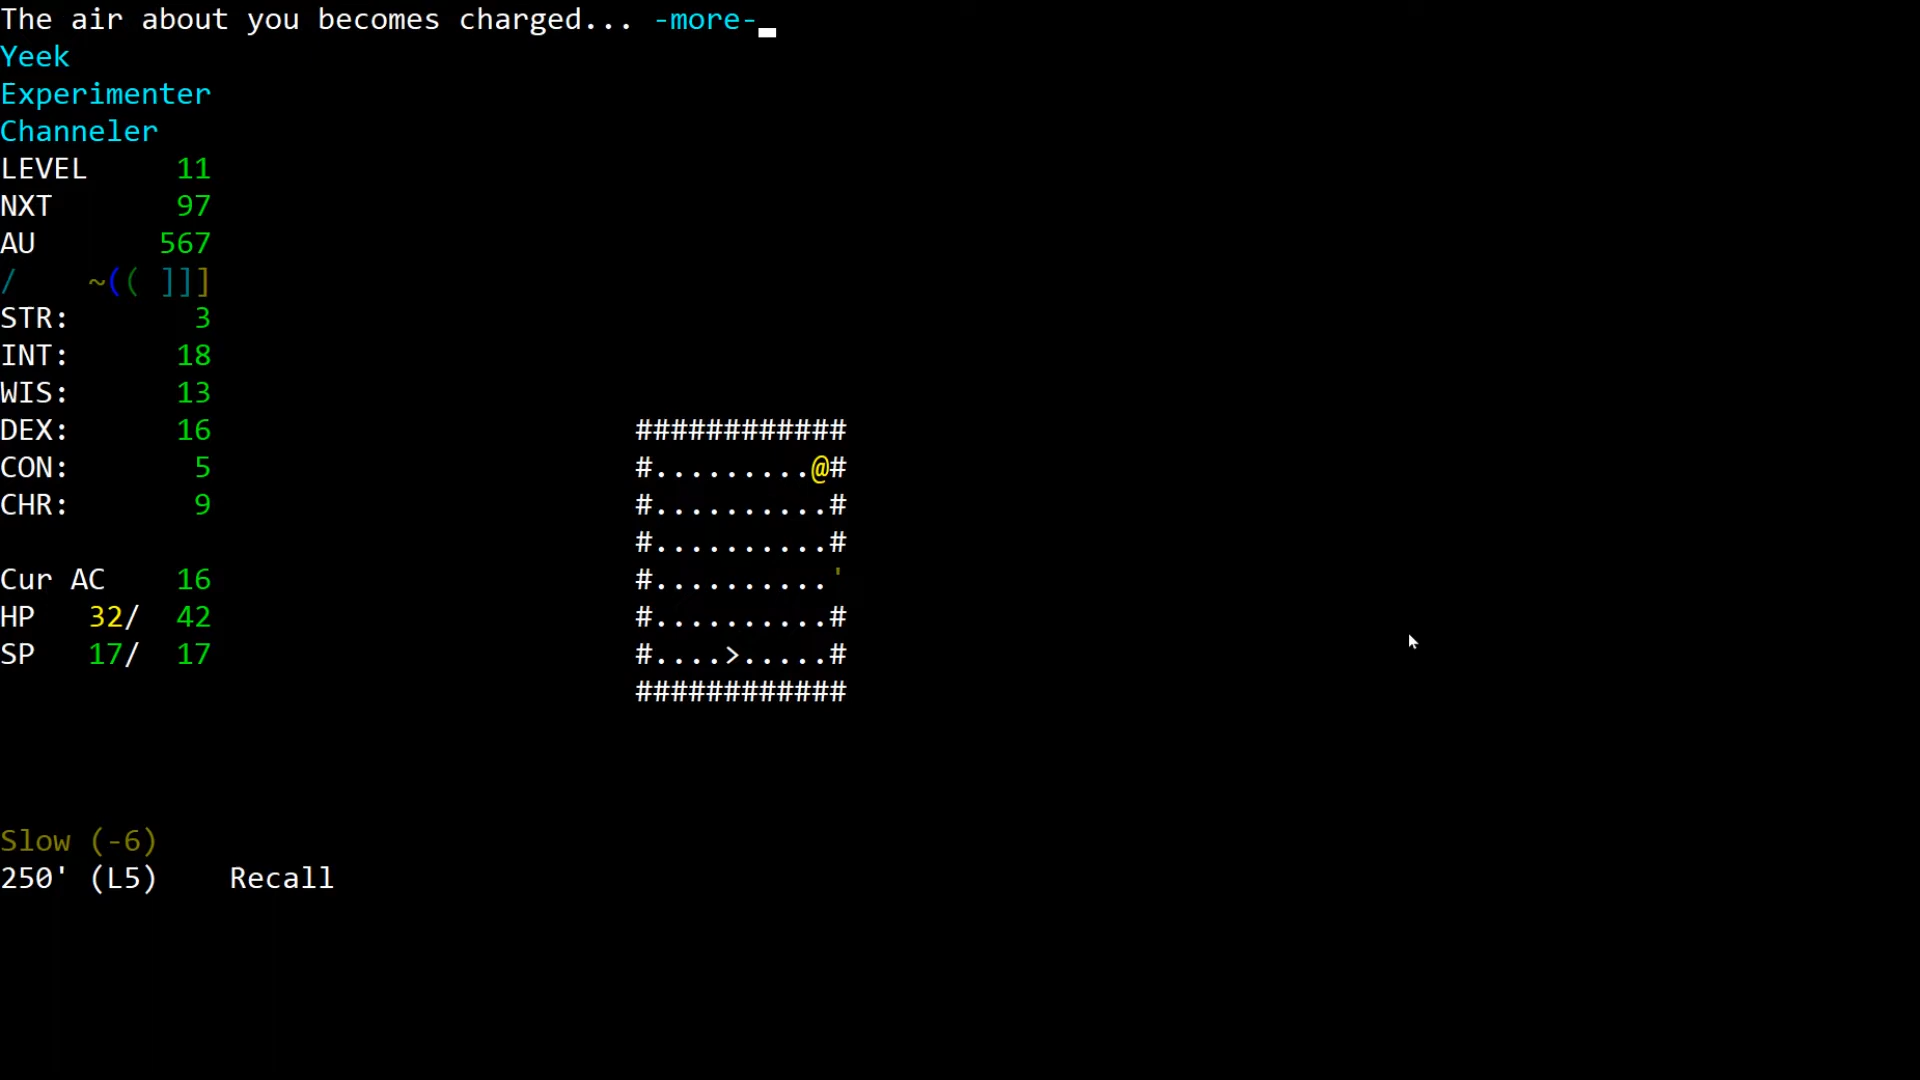 The air about you becomes charged... -more-
Yeek
Experimenter
Channeler
LEVEL 11
NXT 97
AU 567
/ ~(( ]]]
STR: 3
INT: 18
WIS: 13
DEX: 16
CON: 5
CHR: 9
Cur AC 16
HP 32/ 42
SP 17/ 17
############
#.........@#
#..........#
#..........#
#..........'
#..........#
#....>.....#
############
Slow (-6)
250' (L5) Recall